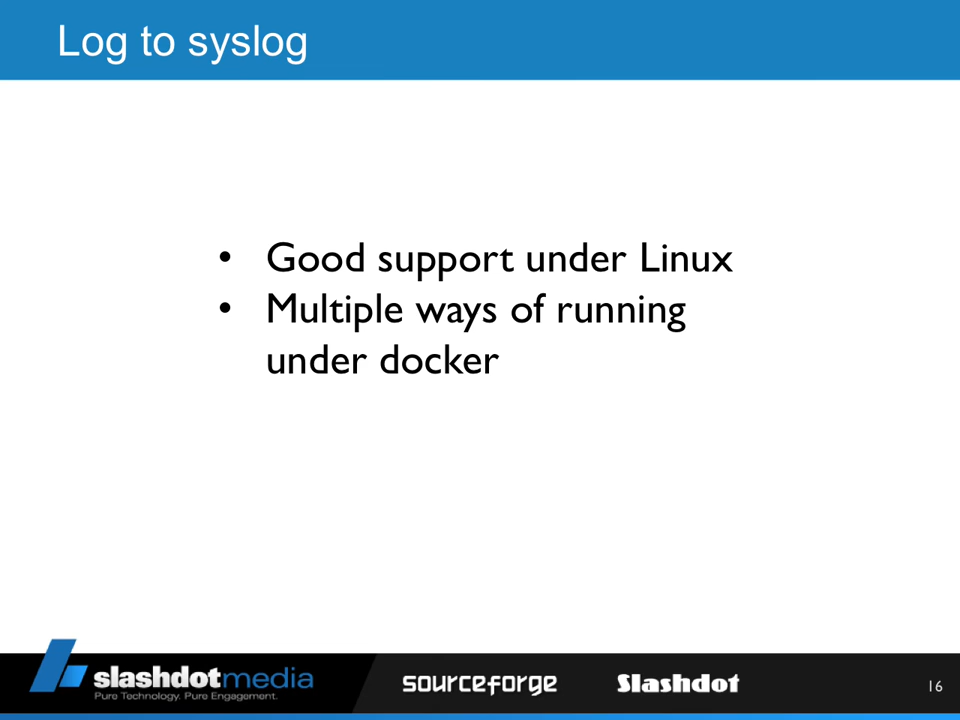 Log to syslog
• Good support under Linux
• Multiple ways of running
under docker
slashdotmedia
Pure Technology. Pure Engagement.
sourceforge
Slashdot
16